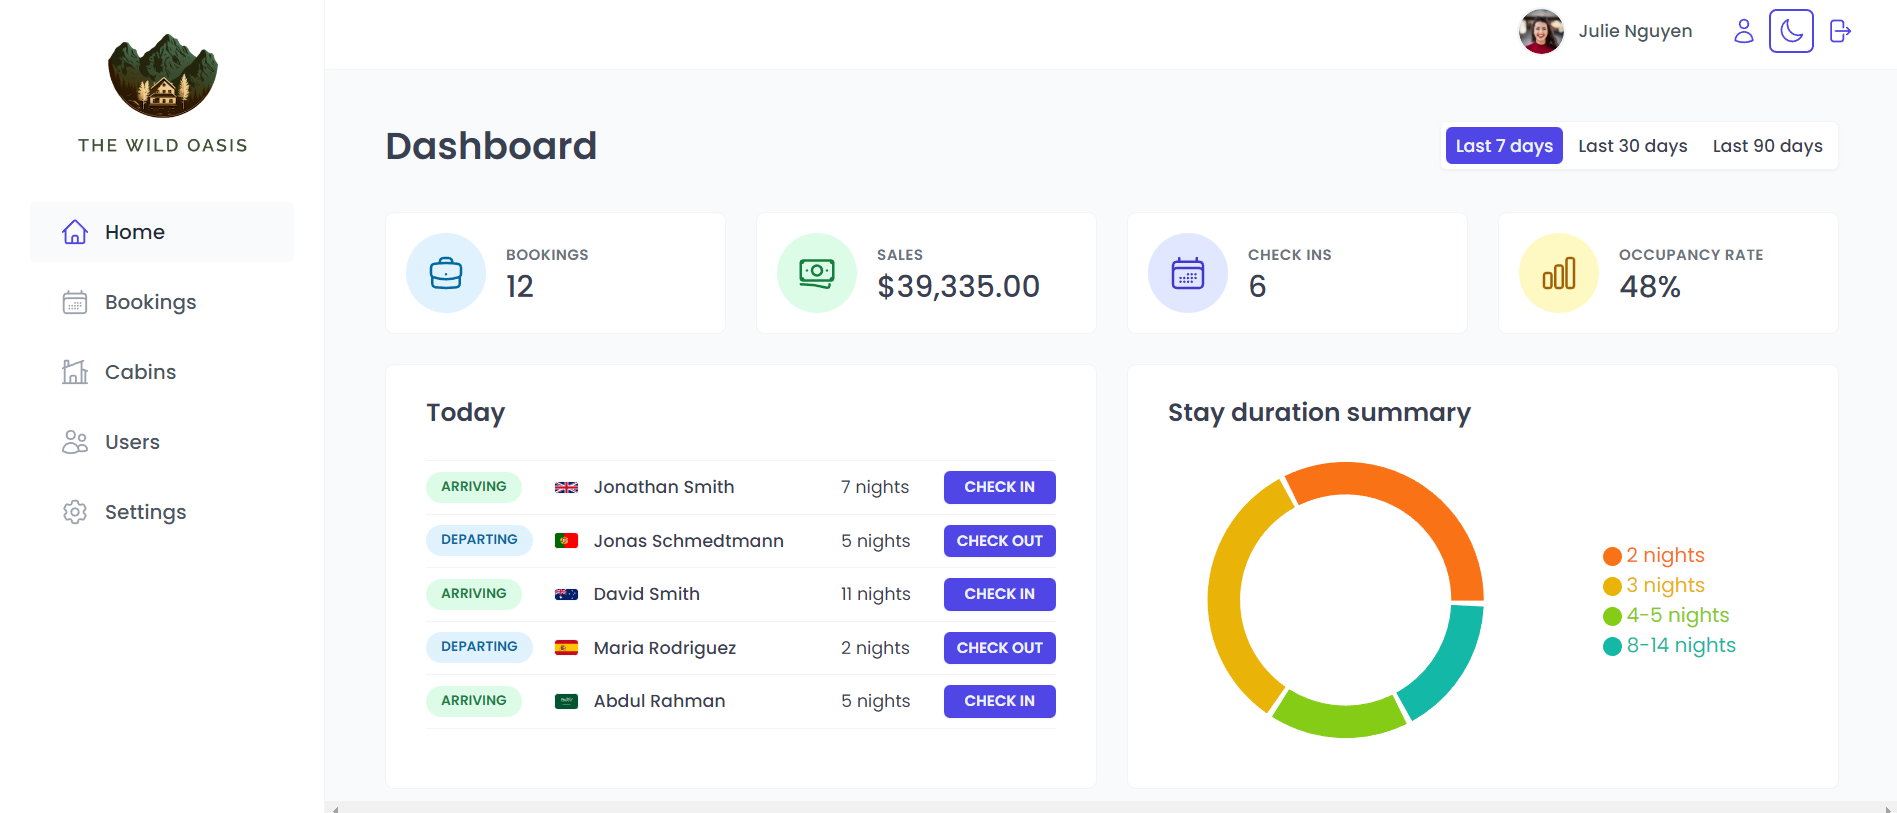 THE WILD OASIS
Home
Bookings
Cabins
Users
Settings
Julie Nguyen
Dashboard
Last 7 days Last 30 days Last 90 days
BOOKINGS
12
SALES
$39,335.00
CHECK INS
6
OCCUPANCY RATE
48%
Today
ARRIVING Jonathan Smith 7 nights CHECK IN
DEPARTING Jonas Schmedtmann 5 nights CHECK OUT
ARRIVING David Smith 11 nights CHECK IN
DEPARTING Maria Rodriguez 2 nights CHECK OUT
ARRIVING Abdul Rahman 5 nights CHECK IN
Stay duration summary
2 nights
3 nights
4-5 nights
8-14 nights